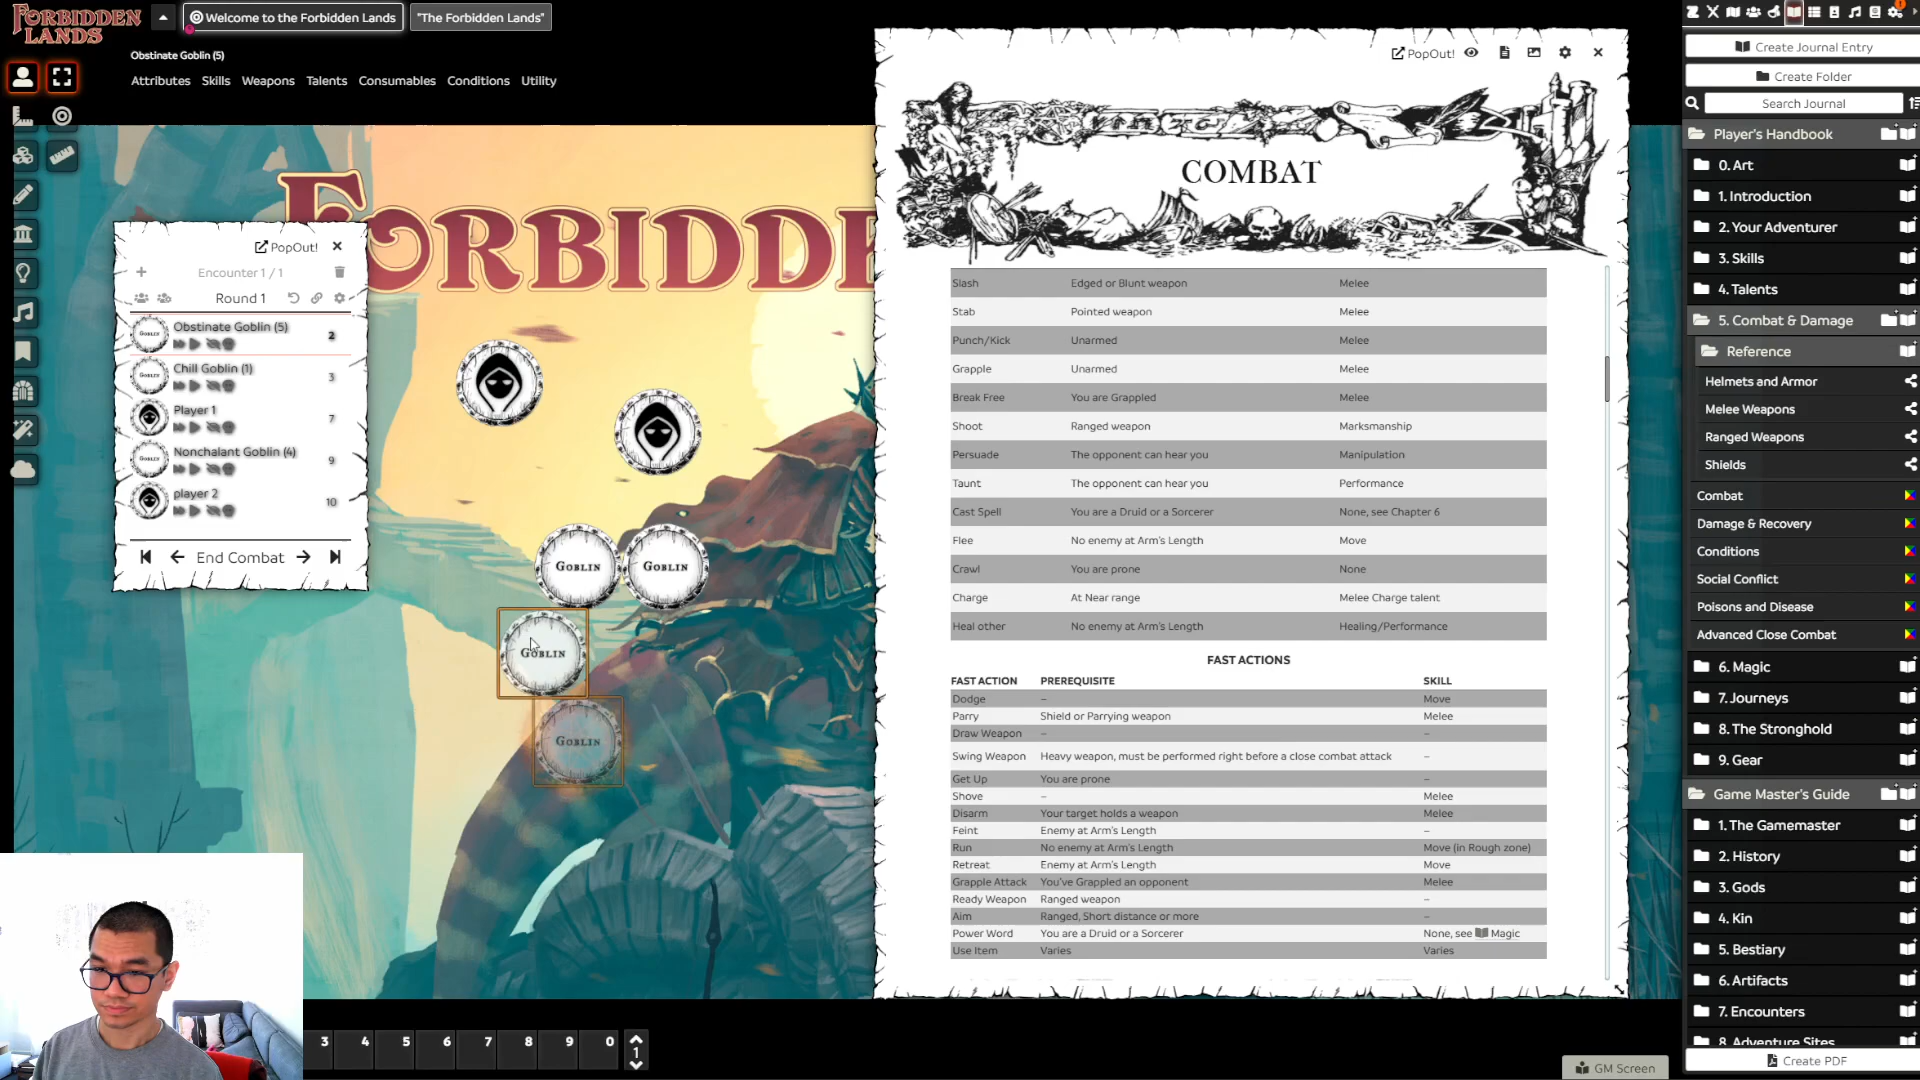 FORBIDDEN
LANDS
Welcome to the Forbidden Lands
"The Forbidden Lands"
Obstinate Goblin (5)
Attributes Skills Weapons Talents Consumables Conditions Utility
FORBIDDE
PopOut!
Encounter 1 / 1
Round 1
GOBLIN
Obstinate Goblin (5)
2
GOBLIN
Chill Goblin (1)
3
Player 1
7
GOBLIN
Nonchalant Goblin (4)
9
player 2
10
End Combat
GOBLIN
GOBLIN
GOBLIN
GOBLIN
3 4 5 6 7 8 9 0
1
PopOut!
COMBAT
Slash Edged or Blunt weapon Melee
Stab Pointed weapon Melee
Punch/Kick Unarmed Melee
Grapple Unarmed Melee
Break Free You are Grappled Melee
Shoot Ranged weapon Marksmanship
Persuade The opponent can hear you Manipulation
Taunt The opponent can hear you Performance
Cast Spell You are a Druid or a Sorcerer None, see Chapter 6
Flee No enemy at Arm's Length Move
Crawl You are prone None
Charge At Near range Melee Charge talent
Heal other No enemy at Arm's Length Healing/Performance
FAST ACTIONS
FAST ACTION PREREQUISITE SKILL
Dodge – Move
Parry Shield or Parrying weapon Melee
Draw Weapon – –
Swing Weapon Heavy weapon, must be performed right before a close combat attack –
Get Up You are prone –
Shove – Melee
Disarm Your target holds a weapon Melee
Feint Enemy at Arm's Length –
Run No enemy at Arm's Length Move (in Rough zone)
Retreat Enemy at Arm's Length Move
Grapple Attack You've Grappled an opponent Melee
Ready Weapon Ranged weapon –
Aim Ranged, Short distance or more –
Power Word You are a Druid or a Sorcerer None, see Magic
Use Item Varies Varies
GM Screen
Create Journal Entry
Create Folder
Search Journal
Player's Handbook
0. Art
1. Introduction
2. Your Adventurer
3. Skills
4. Talents
5. Combat & Damage
Reference
Helmets and Armor
Melee Weapons
Ranged Weapons
Shields
Combat
Damage & Recovery
Conditions
Social Conflict
Poisons and Disease
Advanced Close Combat
6. Magic
7. Journeys
8. The Stronghold
9. Gear
Game Master's Guide
1. The Gamemaster
2. History
3. Gods
4. Kin
5. Bestiary
6. Artifacts
7. Encounters
8. Adventure Sites
Create PDF